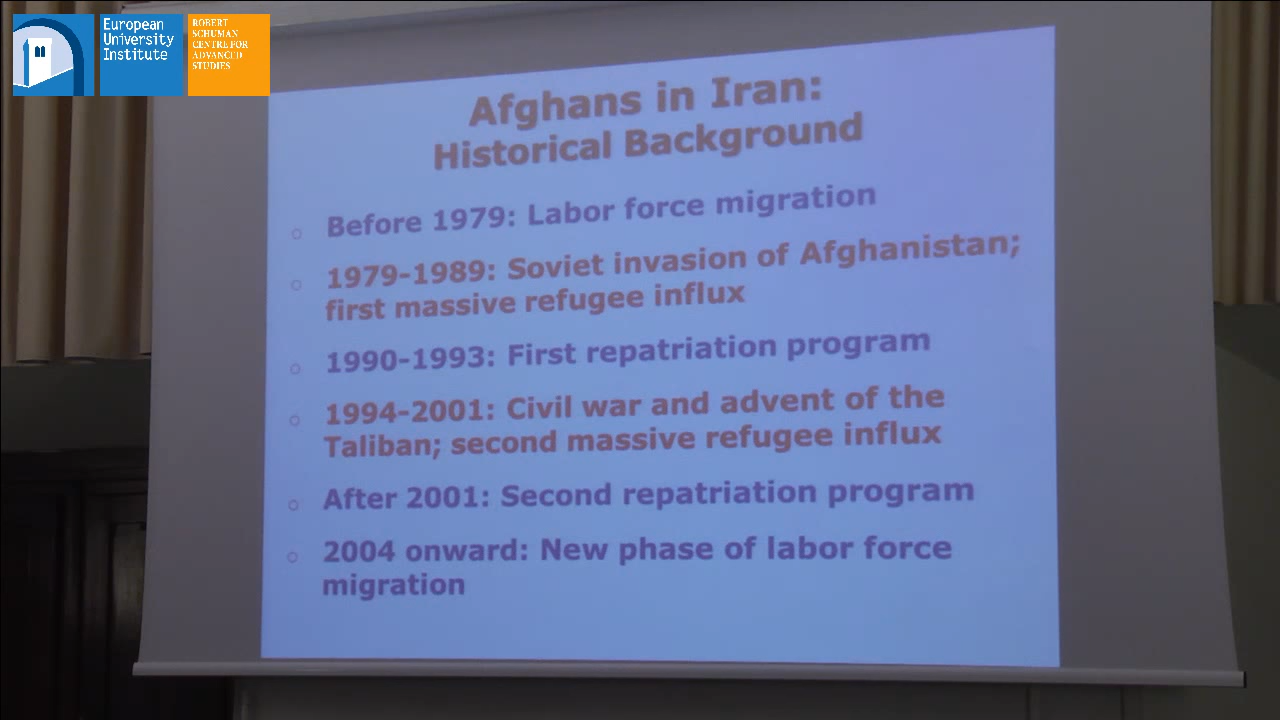 European
University
Institute
ROBERT
SCHUMAN
CENTRE FOR
ADVANCED
STUDIES
Afghans in Iran:
Historical Background
Before 1979: Labor force migration
1979-1989: Soviet invasion of Afghanistan;
first massive refugee influx
1990-1993: First repatriation program
1994-2001: Civil war and advent of the
Taliban; second massive refugee influx
After 2001: Second repatriation program
2004 onward: New phase of labor force
migration